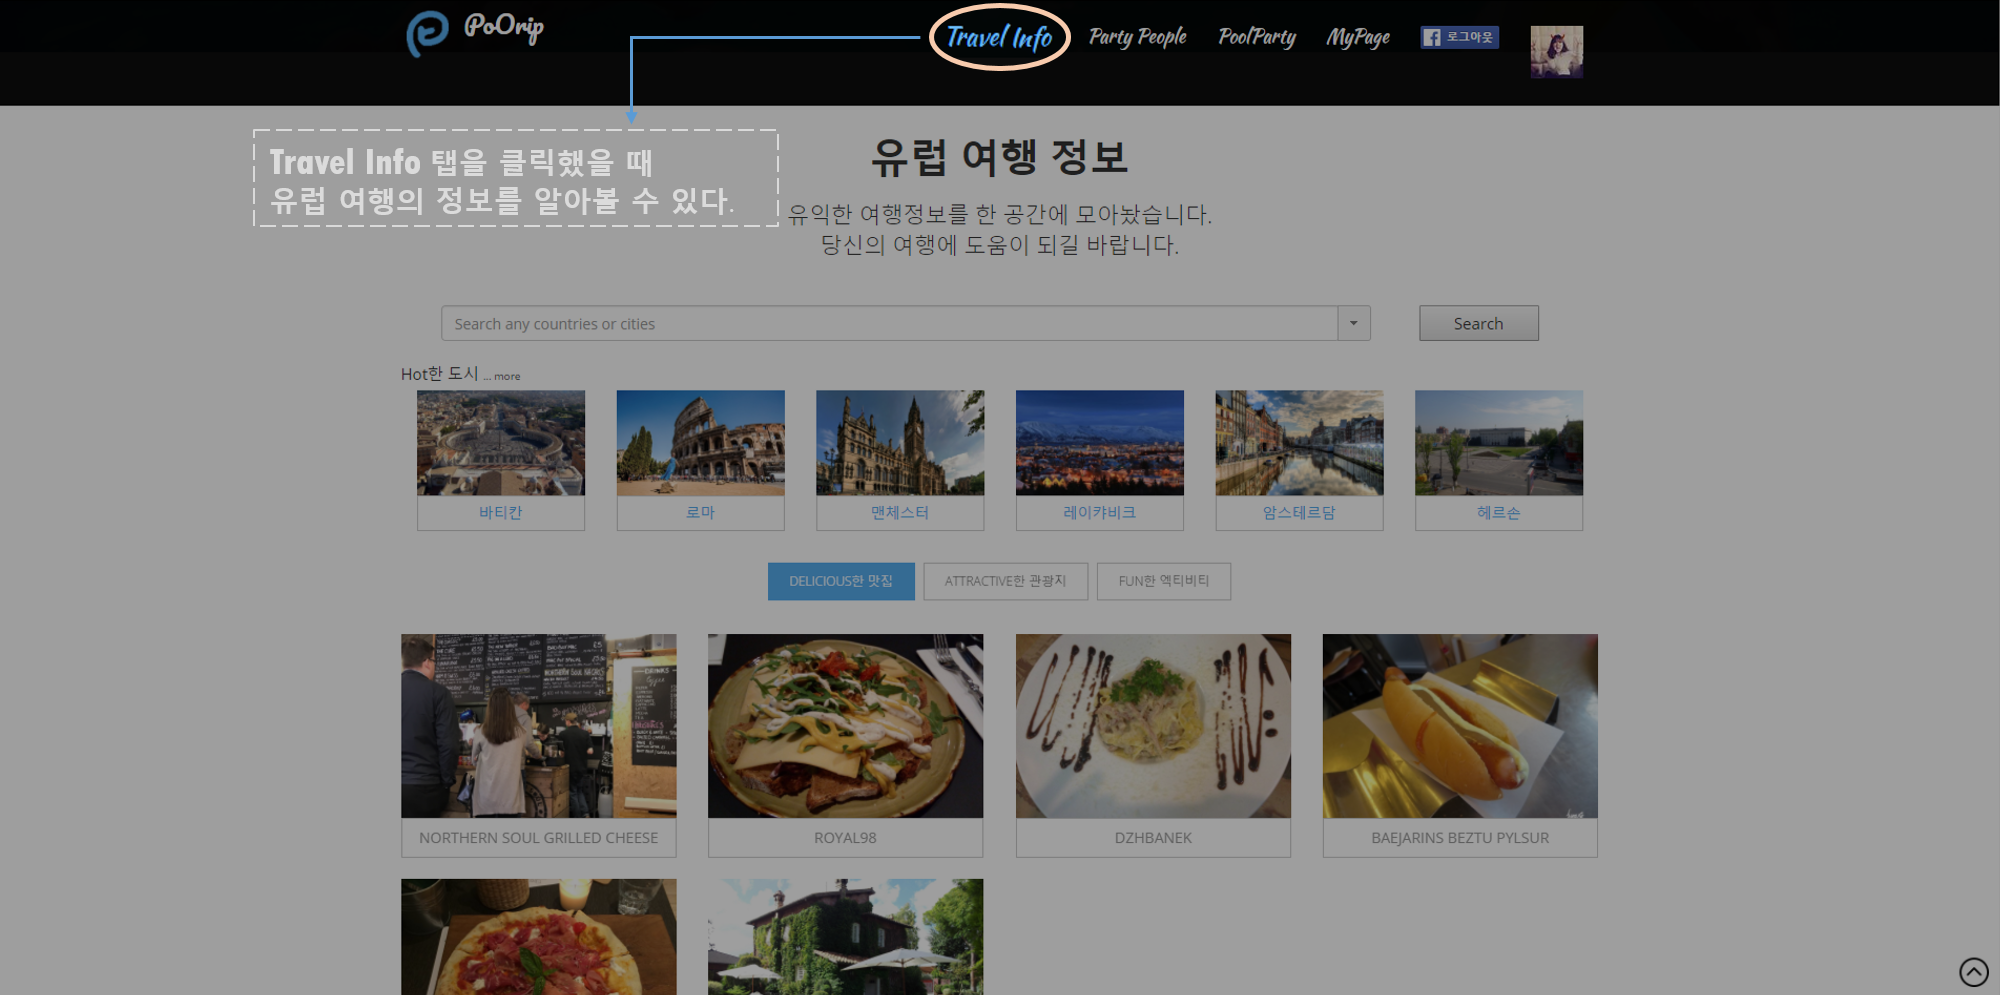 PoOrip
Travel Info
Party People
PoolParty
MyPage
로그아웃
Travel Info 탭을 클릭했을 때
유럽 여행의 정보를 알아볼 수 있다.
유럽 여행 정보
유익한 여행정보를 한 공간에 모아놨습니다.
당신의 여행에 도움이 되길 바랍니다.
Search any countries or cities
Search
Hot한 도시 ... more
바티칸
로마
맨체스터
레이캬비크
암스테르담
헤르손
DELICIOUS한 맛집
ATTRACTIVE한 관광지
FUN한 엑티비티
NORTHERN SOUL GRILLED CHEESE
ROYAL98
DZHBANEK
BAEJARINS BEZTU PYLSUR